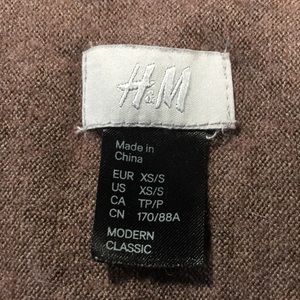 H&M
Made in
China
EUR XS/S
US XS/S
CA TP/P
CN 170/88A
MODERN
CLASSIC